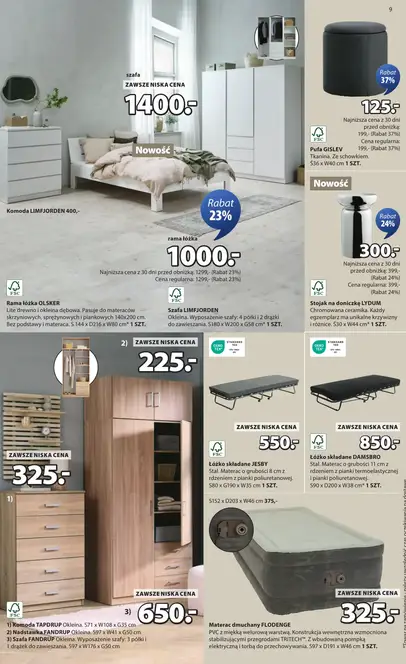 9
szafa
ZAWSZE NISKA CENA
1400.-
Nowość
Komoda LIMFJORDEN 400,-
Rabat
23%
rama łóżka
1000.-
Najniższa cena z 30 dni przed obniżką: 1299,- (Rabat 23%)
Cena regularna: 1299,- (Rabat 23%)
FSC
Rama łóżka OLSKER
Lite drewno i okleina dębowa. Pasuje do materaców
skrzyniowych, sprężynowych i piankowych 140x200 cm.
Bez podstawy i materaca. S 144 x D216 x W80 cm* 1 SZT.
FSC
Szafa LIMFJORDEN
Okleina. Wyposażenie szafy: 4 półki i 2 drążki
do zawieszania. S180 x W200 x G58 cm* 1 SZT.
Rabat
37%
125.-
Najniższa cena z 30 dni
przed obniżką:
199,- (Rabat 37%)
Cena regularna:
199,- (Rabat 37%)
FSC
Pufa GISLEV
Tkanina. Ze schowkiem.
Ś36 x W40 cm* 1 SZT.
Nowość
Rabat
24%
300.-
Najniższa cena z 30 dni
przed obniżką: 399,-
(Rabat 24%)
Cena regularna: 399,-
(Rabat 24%)
Stojak na doniczkę LYDUM
Chromowana ceramika. Każdy
egzemplarz ma unikalne krzywizny
i różnice. Ś30 x W44 cm* 1 SZT.
2)
ZAWSZE NISKA CENA
225.-
ZAWSZE NISKA CENA
325.-
1)
3)
ZAWSZE NISKA CENA
650.-
FSC
1) Komoda TAPDRUP Okleina. S71 x W108 x G35 cm
2) Nadstawka FANDRUP Okleina. S97 x W41 x G50 cm
3) Szafa FANDRUP Okleina. Wyposażenie szafy: 3 półki i
1 drążek do zawieszania. S97 x W176 x G50 cm
ZAWSZE NISKA CENA
550.-
Łóżko składane JESBY
Stal. Materac o grubości 8 cm z
rdzeniem z pianki poliuretanowej.
S80 x G190 x W35 cm* 1 SZT.
ZAWSZE NISKA CENA
850.-
Łóżko składane DAMSBRO
Stal. Materac o grubości 11 cm z
rdzeniem z pianki termoelastycznej
i pianki poliuretanowej.
S90 x D200 x W38 cm* 1 SZT.
S152 x D203 x W46 cm 375,-
ZAWSZE NISKA CENA
325.-
Materac dmuchany FLODENGE
PVC z miękką welurową warstwą. Konstrukcja wewnętrzna wzmocniona
stabilizującymi przegrodami TRITECH™. Z wbudowaną pompką
elektryczną i torbą do przechowywania. S97 x D191 x W46 cm* 1 SZT.